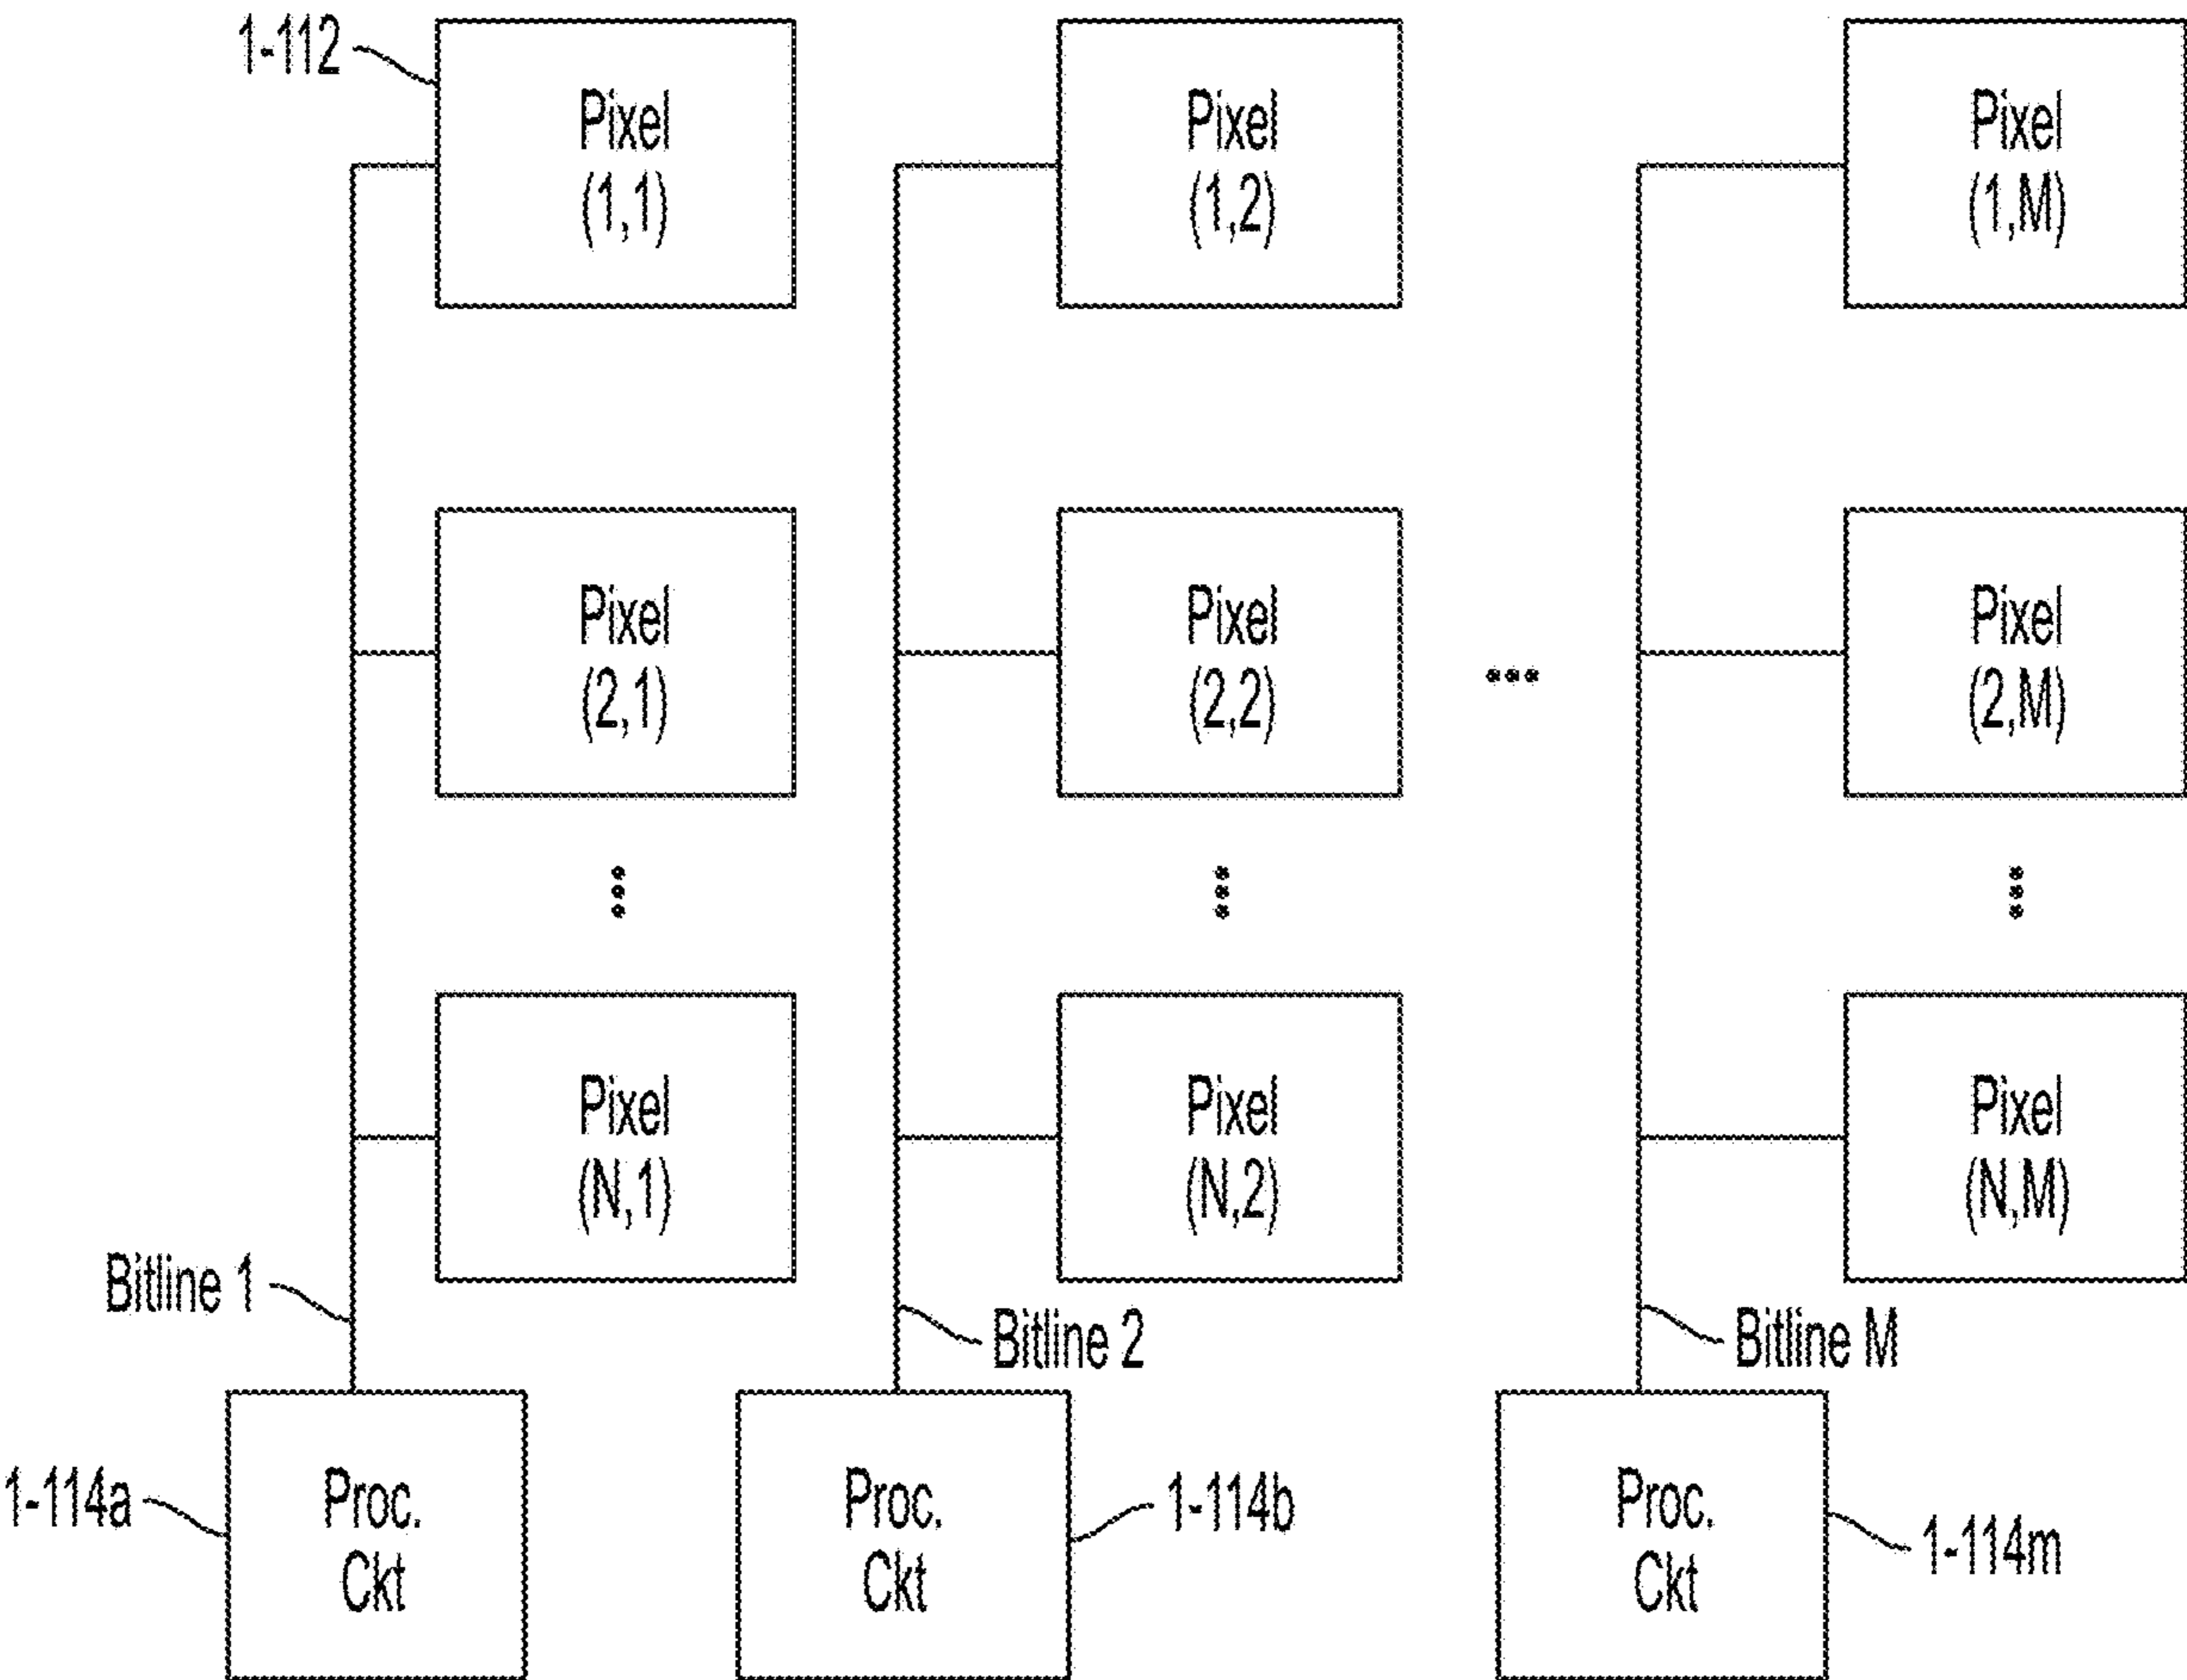 1-112
Pixel
(1,1)
Pixel
(1,2)
Pixel
(1,M)
Pixel
(2,1)
Pixel
(2,2)
...
Pixel
(2,M)
...
...
...
Pixel
(N,1)
Pixel
(N,2)
Pixel
(N,M)
Bitline 1
Bitline 2
Bitline M
1-114a
Proc.
Ckt
Proc.
Ckt
1-114b
Proc.
Ckt
1-114m